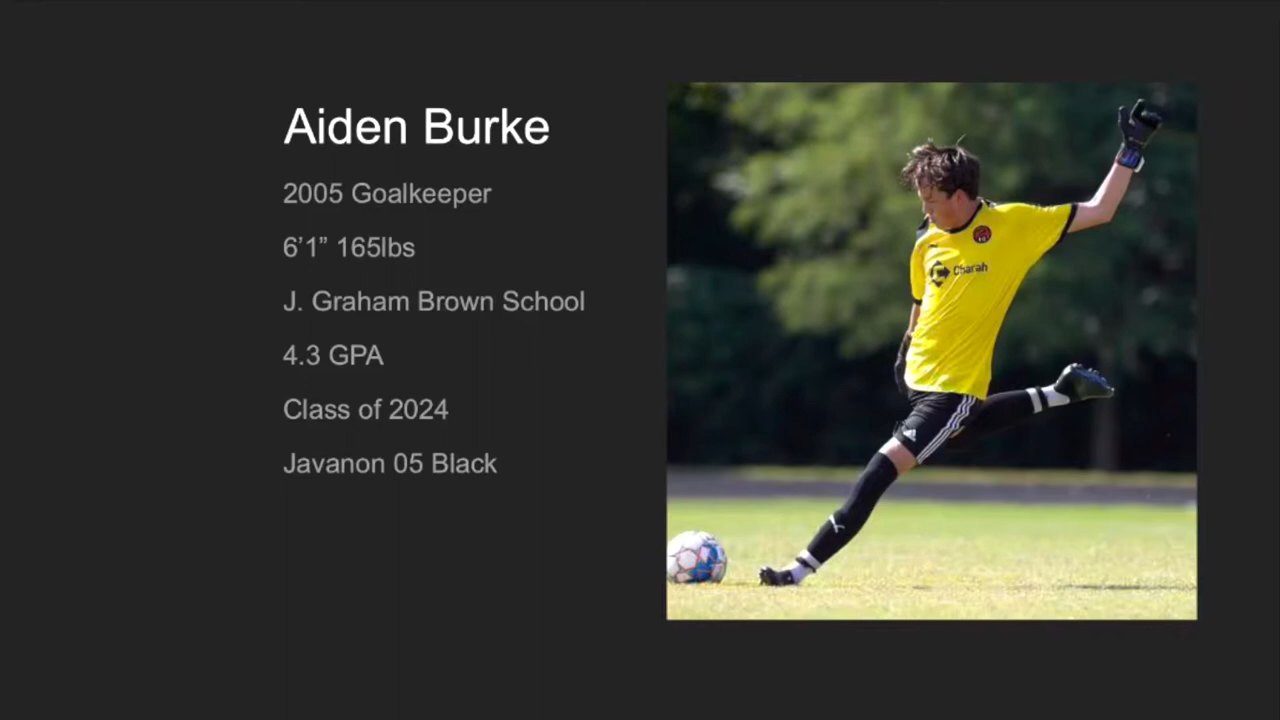 Aiden Burke
2005 Goalkeeper
6’1” 165lbs
J. Graham Brown School
4.3 GPA
Class of 2024
Javanon 05 Black
Charah